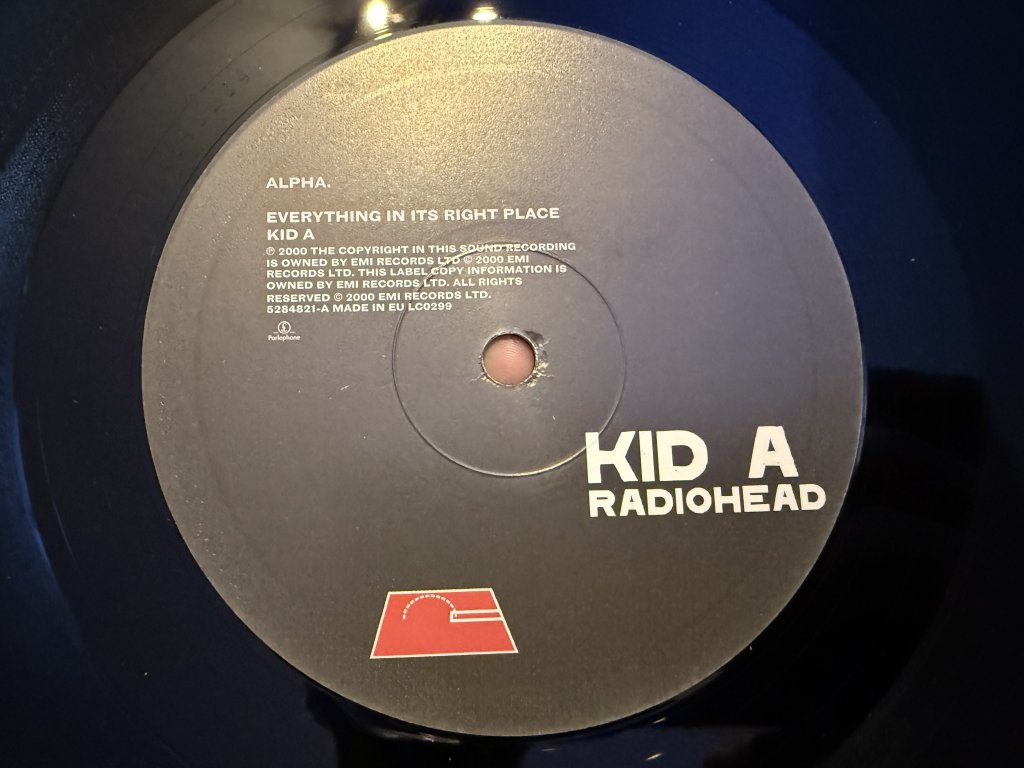 ALPHA.
EVERYTHING IN ITS RIGHT PLACE
KID A
℗ 2000 THE COPYRIGHT IN THIS SOUND RECORDING
IS OWNED BY EMI RECORDS LTD © 2000 EMI
RECORDS LTD. THIS LABEL COPY INFORMATION IS
OWNED BY EMI RECORDS LTD. ALL RIGHTS
RESERVED © 2000 EMI RECORDS LTD.
5284821-A MADE IN EU LC0299
£
Parlophone
KID A
RADIOHEAD